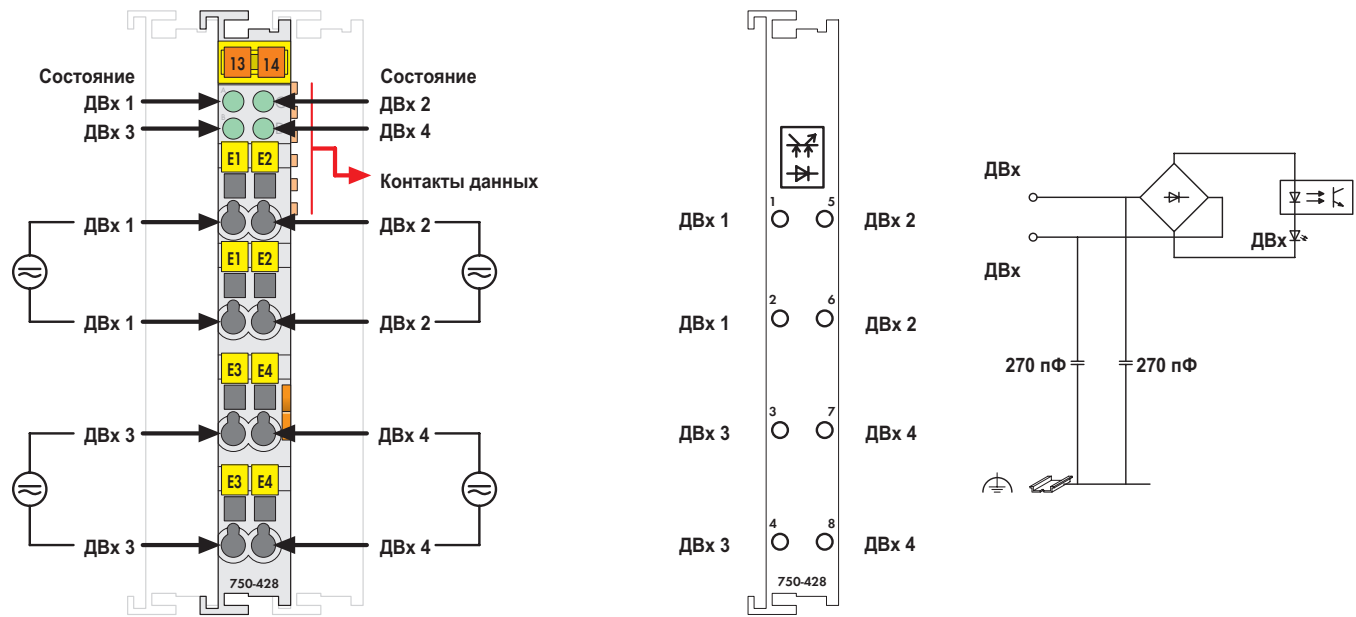 13 14
Состояние
ДВх 1
ДВх 3
Состояние
ДВх 2
ДВх 4
Контакты данных
E1 E2
ДВх 1
ДВх 2
E1 E2
ДВх 1
ДВх 2
E3 E4
ДВх 3
ДВх 4
E3 E4
ДВх 3
ДВх 4
750-428
1 5
ДВх 1
ДВх 2
2 6
ДВх 1
ДВх 2
3 7
ДВх 3
ДВх 4
4 8
ДВх 3
ДВх 4
750-428
ДВх
ДВх
ДВх
270 пФ
270 пФ